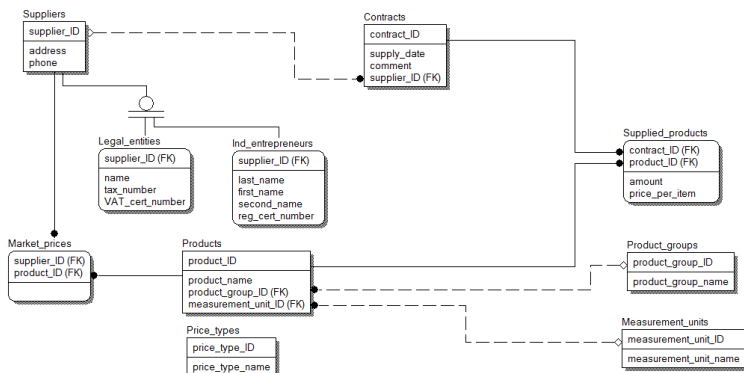 Suppliers
supplier_ID
address
phone
Contracts
contract_ID
supply_date
comment
supplier_ID (FK)
Legal_entities
supplier_ID (FK)
name
tax_number
VAT_cert_number
Ind_entrepreneurs
supplier_ID (FK)
last_name
first_name
second_name
reg_cert_number
Supplied_products
contract_ID (FK)
product_ID (FK)
amount
price_per_item
Market_prices
supplier_ID (FK)
product_ID (FK)
Products
product_ID
product_name
product_group_ID (FK)
measurement_unit_ID (FK)
Product_groups
product_group_ID
product_group_name
Measurement_units
measurement_unit_ID
measurement_unit_name
Price_types
price_type_ID
price_type_name